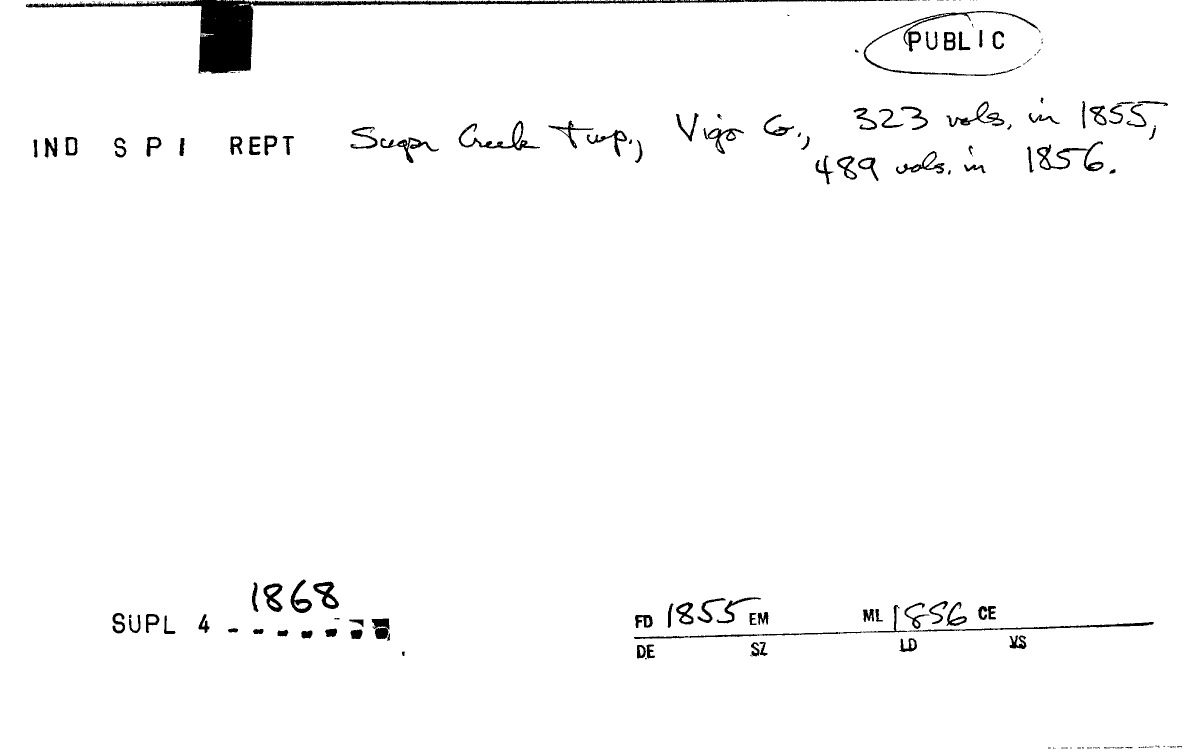 PUBLIC
IND S P I REPT Sugar Creek Twp., Vigo Co., 323 vols. in 1855,
489 vols. in 1856.
1868
SUPL 4 - - - - - - -
FD 1855 EM ML 1856 CE
DE SZ LD VS